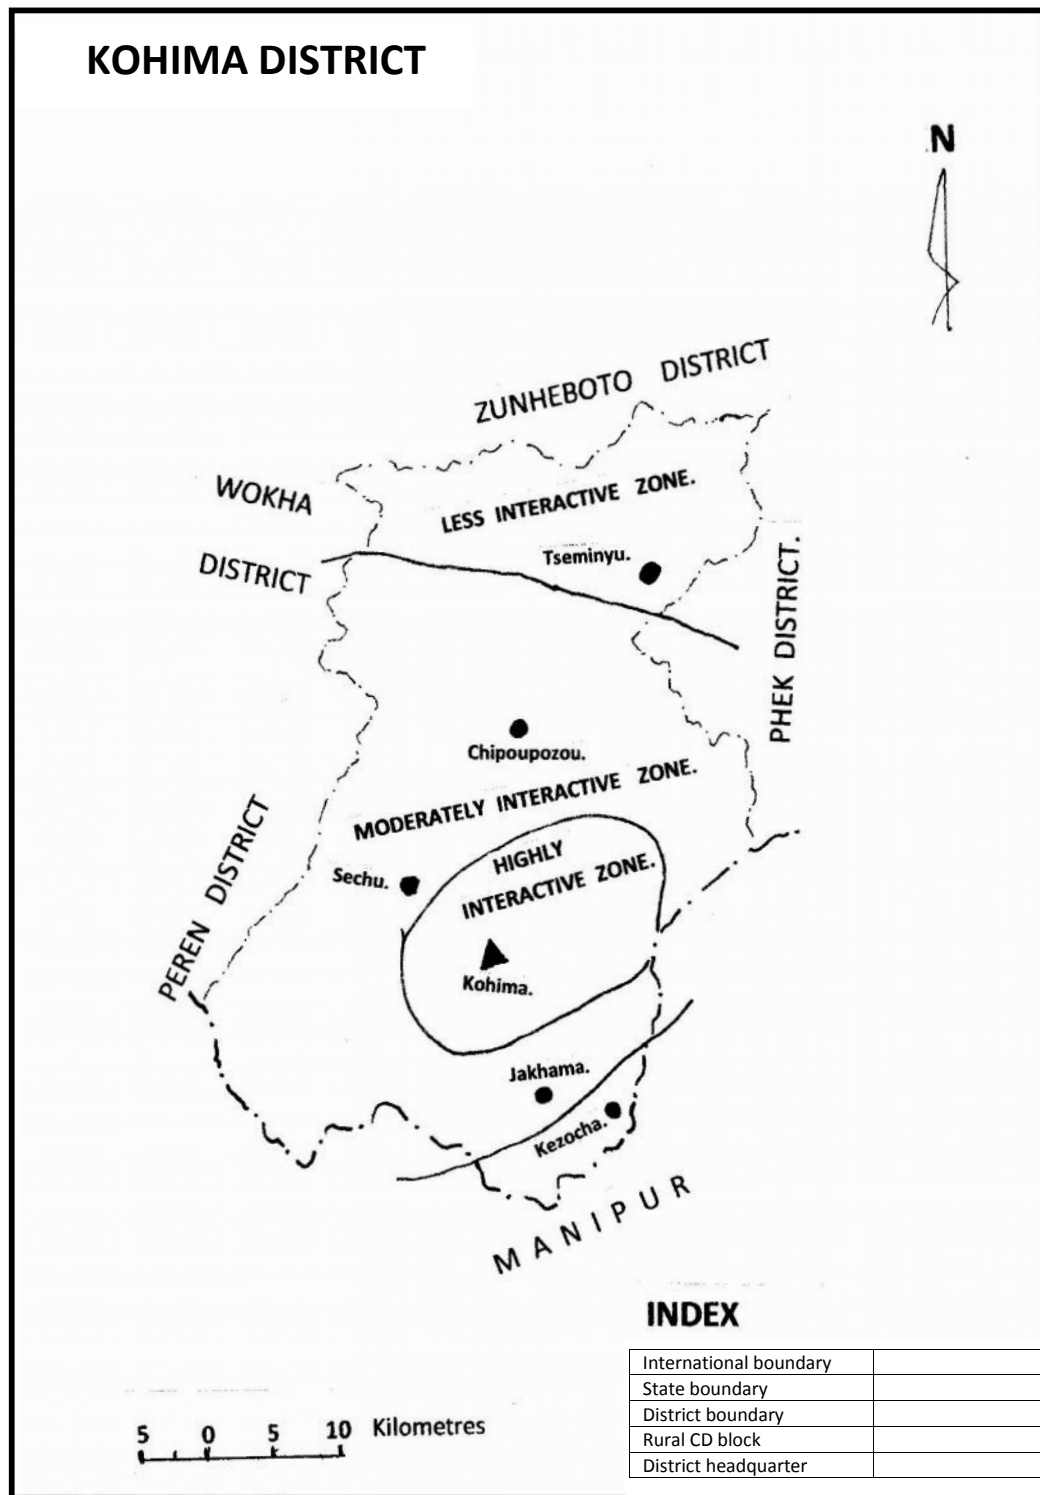 KOHIMA DISTRICT
N
ZUNHEBOTO DISTRICT
WOKHA
DISTRICT
LESS INTERACTIVE ZONE.
Tseminyu.
PHEK DISTRICT.
Chipoupozou.
MODERATELY INTERACTIVE ZONE.
HIGHLY
INTERACTIVE ZONE.
Sechu.
PEREN DISTRICT
Kohima.
Jakhama.
Kezocha.
MANIPUR
INDEX
International boundary
State boundary
District boundary
Rural CD block
District headquarter
5 0 5 10 Kilometres